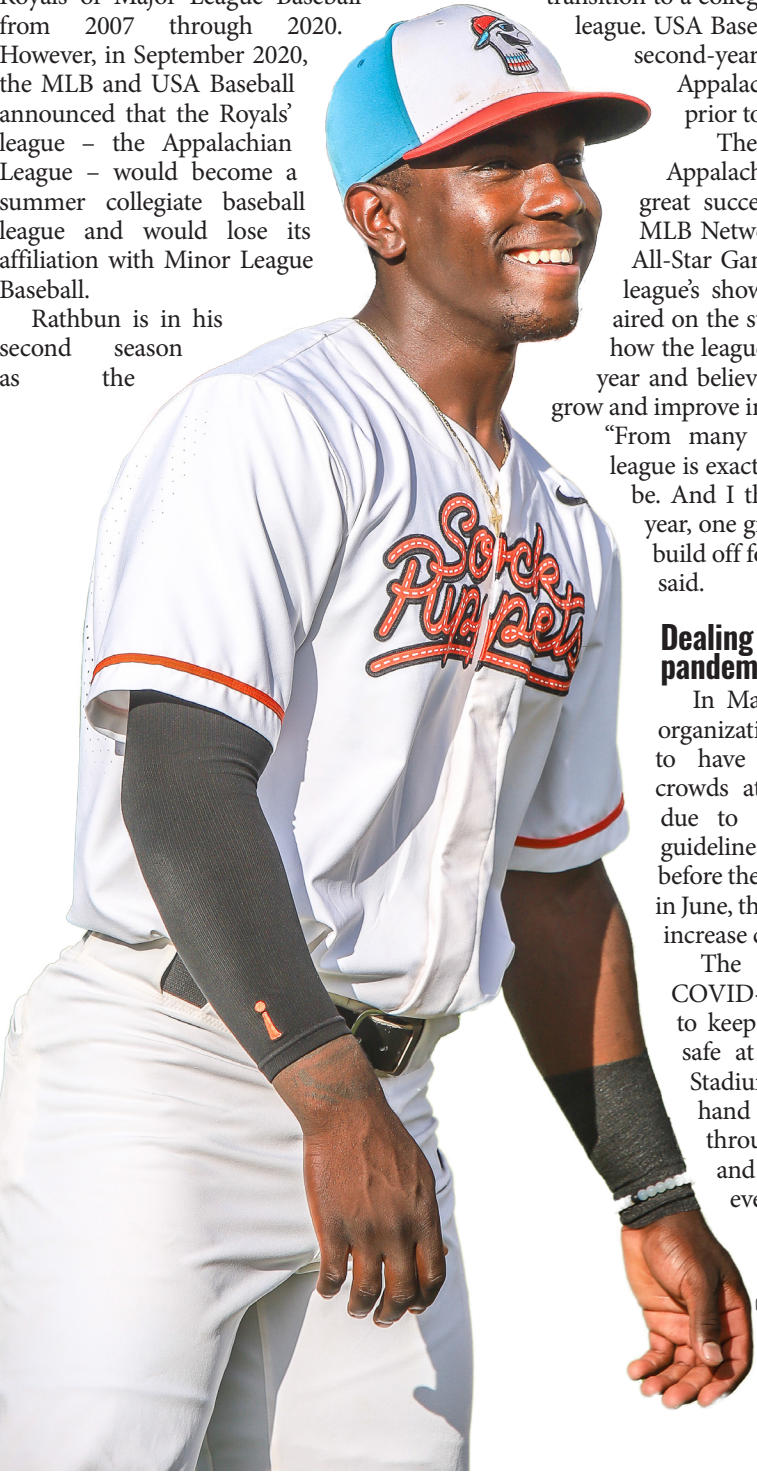 Royals of Major League Baseball
from 2007 through 2020.
However, in September 2020,
the MLB and USA Baseball
announced that the Royals’
league – the Appalachian
League – would become a
summer collegiate baseball
league and would lose its
affiliation with Minor League
Baseball.
Rathbun is in his
second season
as the
Sock
Puppets
transition to a colleg
league. USA Base
second-year
Appalac
prior to
The
Appalach
great succe
MLB Netw
All-Star Gar
league’s show
aired on the s
how the league
year and believ
grow and improve i
“From many
league is exact
be. And I th
year, one g
build off f
said.
Dealing
pandem
In Ma
organizati
to have
crowds at
due to
guideline
before the
in June, th
increase
The
COVID-
to keep
safe at
Stadiu
hand
throu
and
eve